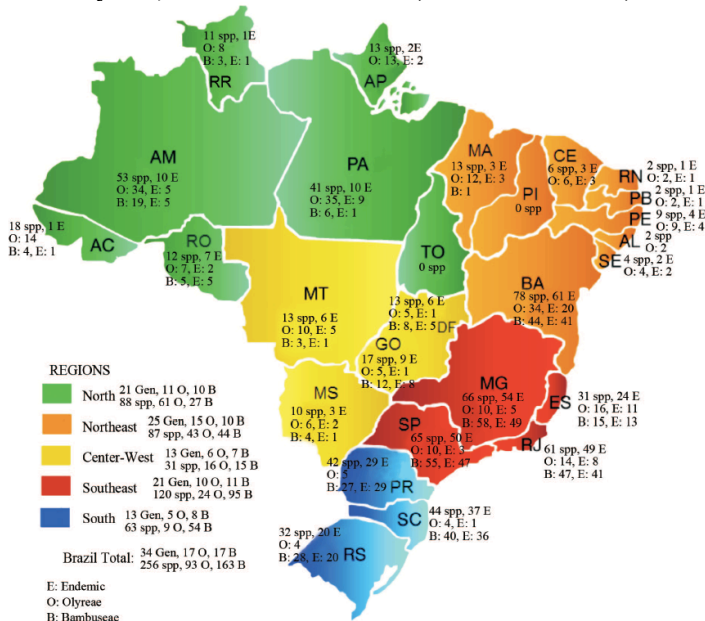 11 spp, 1E
O: 8
B: 3, E: 1
RR
13 spp, 2E
O: 13, E: 2
AP
AM
53 spp, 10 E
O: 34, E: 5
B: 19, E: 5
PA
41 spp, 10 E
O: 35, E: 9
B: 6, E: 1
MA
13 spp, 3 E
O: 12, E: 3
B: 1
PI
0 spp
CE
6 spp, 3 E
O: 6, E: 3
RN
2 spp, 1 E
O: 2, E: 1
PB
2 spp, 1 E
O: 2, E: 1
PE
9 spp, 4 E
O: 9, E: 4
AL
2 spp
O: 2
SE
4 spp, 2 E
O: 4, E: 2
18 spp, 1 E
O: 14
B: 4, E: 1
AC
RO
12 spp, 7 E
O: 7, E: 2
B: 5, E: 5
TO
0 spp
BA
78 spp, 61 E
O: 34, E: 20
B: 44, E: 41
MT
13 spp, 6 E
O: 10, E: 5
B: 3, E: 1
13 spp, 6 E
O: 5, E: 1
B: 8, E: 5
DF
GO
17 spp, 9 E
O: 5, E: 1
B: 12, E: 8
MS
10 spp, 3 E
O: 6, E: 2
B: 4, E: 1
MG
66 spp, 54 E
O: 10, E: 5
B: 58, E: 49
ES
31 spp, 24 E
O: 16, E: 11
B: 15, E: 13
SP
65 spp, 50 E
O: 10, E: 3
B: 55, E: 47
RJ
61 spp, 49 E
O: 14, E: 8
B: 47, E: 41
42 spp, 29 E
O: 5
B: 27, E: 29
PR
SC
44 spp, 37 E
O: 4, E: 1
B: 40, E: 36
32 spp, 20 E
O: 4
B: 28, E: 20
RS
REGIONS
North 21 Gen, 11 O, 10 B
88 spp, 61 O, 27 B
Northeast 25 Gen, 15 O, 10 B
87 spp, 43 O, 44 B
Center-West 13 Gen, 6 O, 7 B
31 spp, 16 O, 15 B
Southeast 21 Gen, 10 O, 11 B
120 spp, 24 O, 95 B
South 13 Gen, 5 O, 8 B
63 spp, 9 O, 54 B
Brazil Total: 34 Gen, 17 O, 17 B
256 spp, 93 O, 163 B
E: Endemic
O: Olyreae
B: Bambuseae